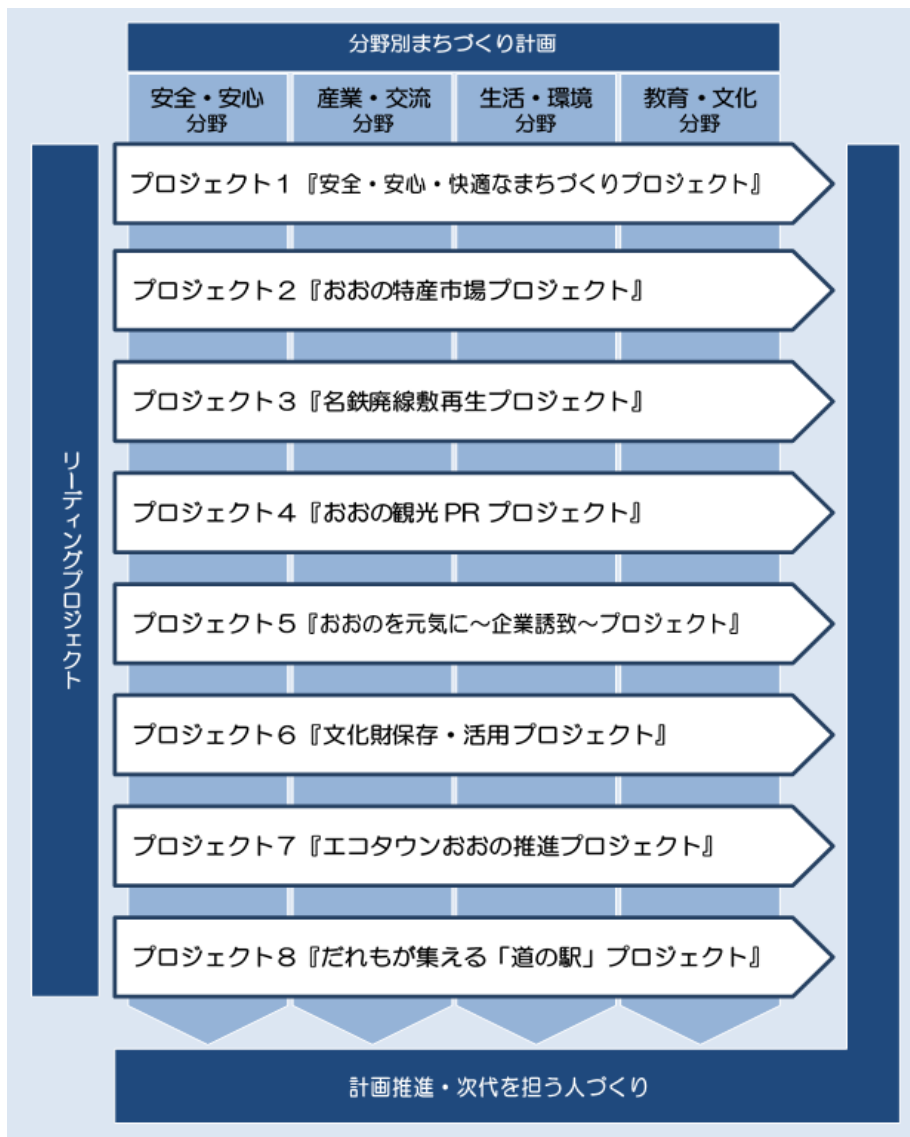 分野別まちづくり計画
安全・安心
分野
産業・交流
分野
生活・環境
分野
教育・文化
分野
リーディングプロジェクト
プロジェクト1『安全・安心・快適なまちづくりプロジェクト』
プロジェクト2『おおの特産市場プロジェクト』
プロジェクト3『名鉄廃線敷再生プロジェクト』
プロジェクト4『おおの観光 PR プロジェクト』
プロジェクト5『おおのを元気に~企業誘致~プロジェクト』
プロジェクト6『文化財保存・活用プロジェクト』
プロジェクト7『エコタウンおおの推進プロジェクト』
プロジェクト8『だれもが集える「道の駅」プロジェクト』
計画推進・次代を担う人づくり